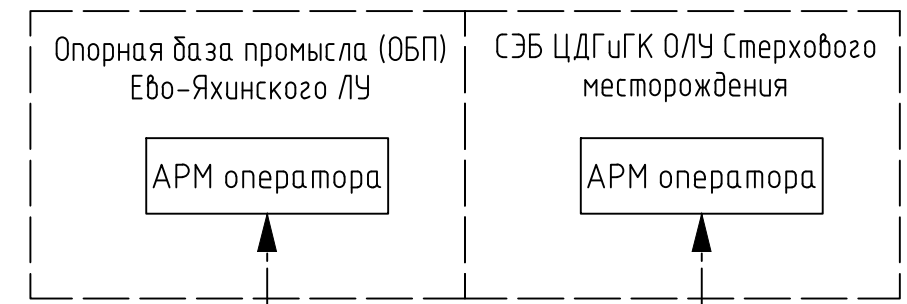 Опорная база промысла (ОБП)
Ево-Яхинского ЛУ
АРМ оператора
СЭБ ЦДГиГК ОЛУ Стерхового
месторождения
АРМ оператора